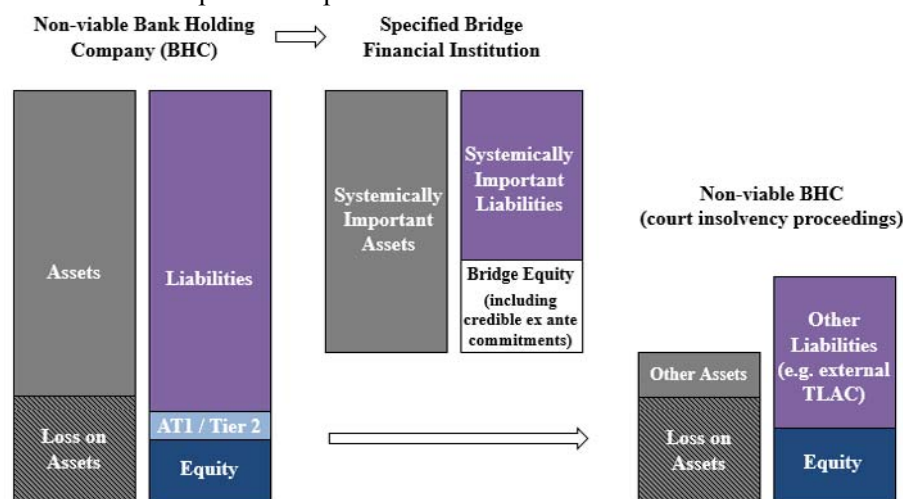 Non-viable Bank Holding
Company (BHC)
Specified Bridge
Financial Institution
Assets
Loss on
Assets
Liabilities
AT1 / Tier 2
Equity
Systemically
Important
Assets
Systemically
Important
Liabilities
Bridge Equity
(including
credible ex ante
commitments)
Non-viable BHC
(court insolvency proceedings)
Other Assets
Loss on
Assets
Other
Liabilities
(e.g. external
TLAC)
Equity